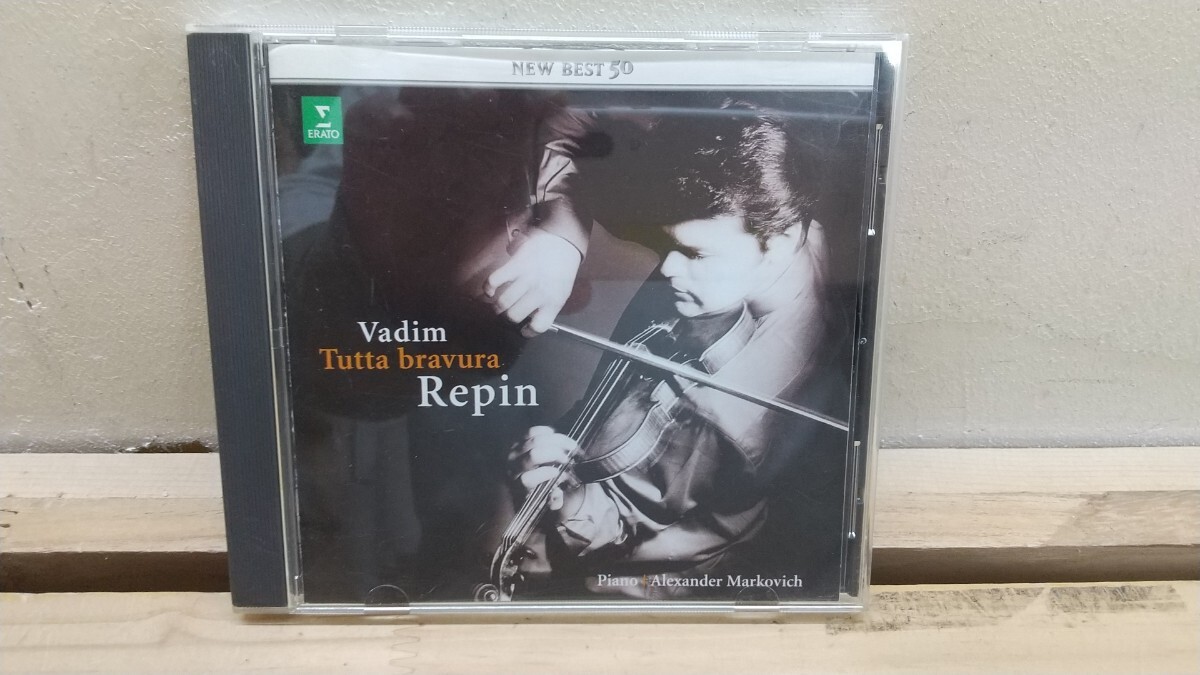 NEW BEST 50
ERATO
Vadim
Tutta bravura
Repin
Piano Alexander Markovich